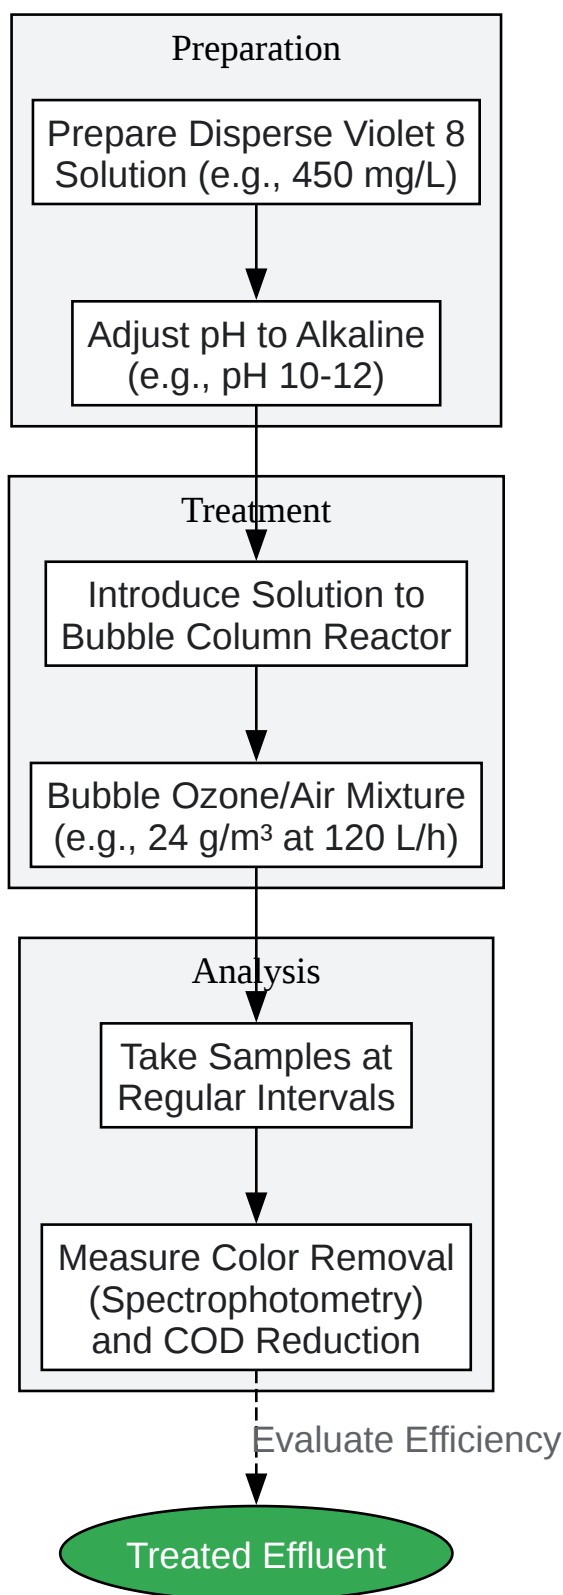 Preparation
Prepare Disperse Violet 8
Solution (e.g., 450 mg/L)
Adjust pH to Alkaline
(e.g., pH 10-12)
Treatment
Introduce Solution to
Bubble Column Reactor
Bubble Ozone/Air Mixture
(e.g., 24 g/m³ at 120 L/h)
Analysis
Take Samples at
Regular Intervals
Measure Color Removal
(Spectrophotometry)
and COD Reduction
Evaluate Efficiency
Treated Effluent